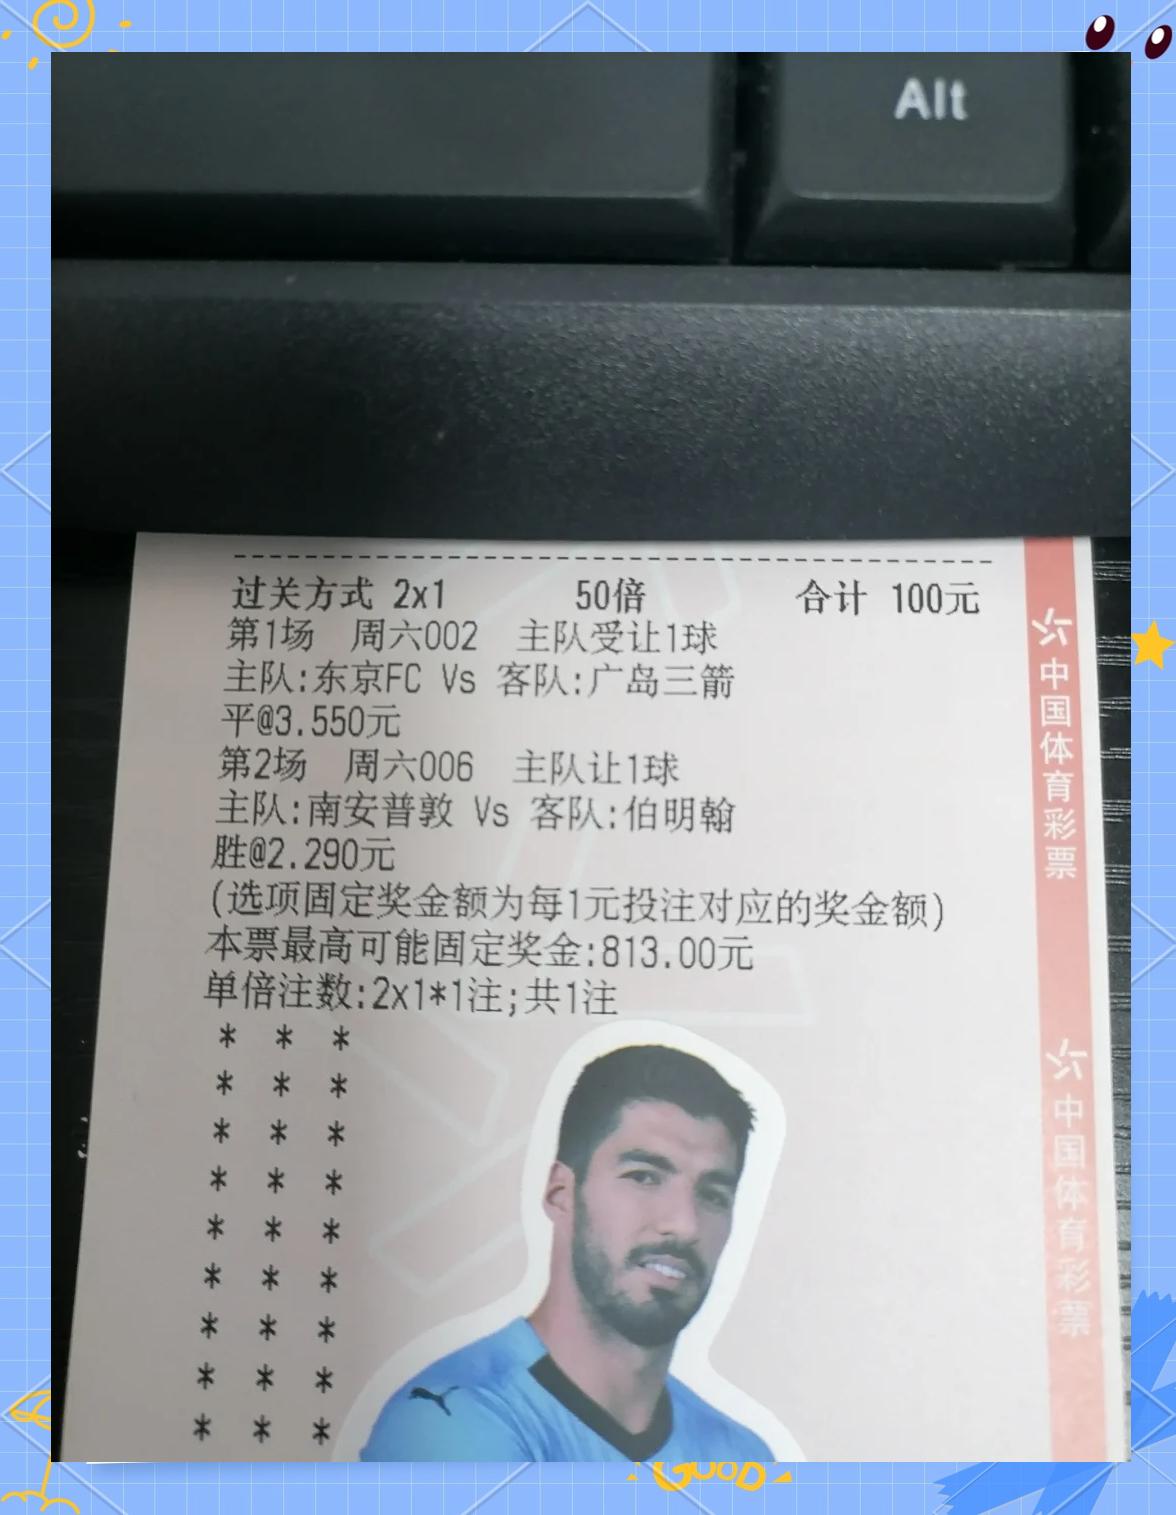 Alt
过关方式 2x1 50倍 合计 100元
第1场 周六002 主队受让1球
主队:东京FC Vs 客队:广岛三箭
平@3.550元
第2场 周六006 主队让1球
主队:南安普敦 Vs 客队:伯明翰
胜@2.290元
(选项固定奖金额为每1元投注对应的奖金额)
本票最高可能固定奖金:813.00元
单倍注数:2x1*1注;共1注
* * *
* * *
* * *
* * *
* * *
* * *
* * *
* * *
* * *
中国体育彩票
中国体育彩票
GOOD